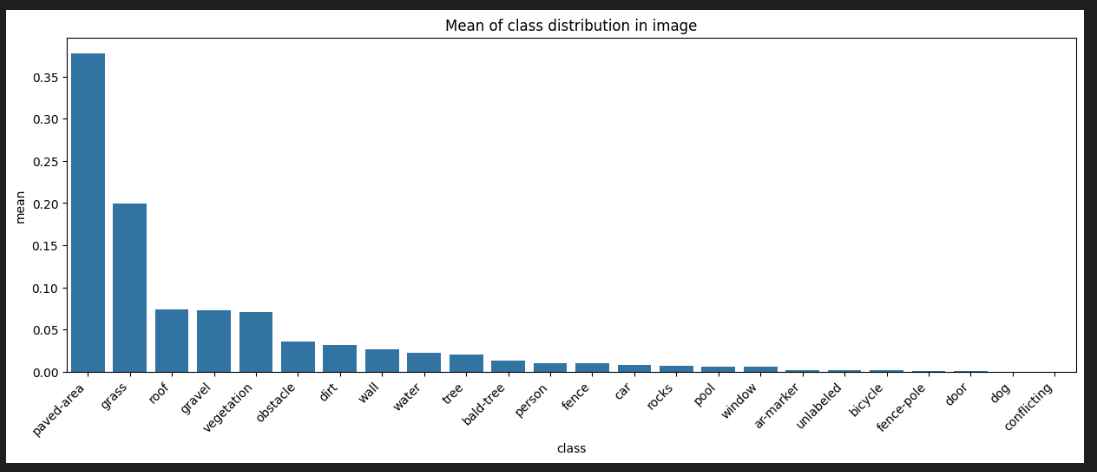 Mean of class distribution in image
mean
0.35
0.30
0.25
0.20
0.15
0.10
0.05
0.00
paved-area
grass
roof
gravel
vegetation
obstacle
dirt
wall
water
tree
bald-tree
person
fence
car
rocks
pool
window
ar-marker
unlabeled
bicycle
fence-pole
door
dog
conflicting
class